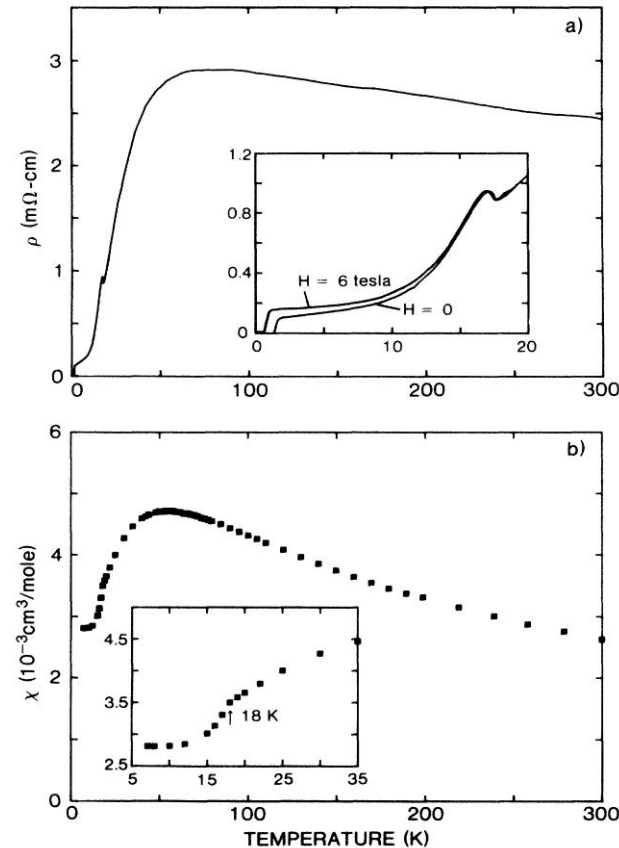 a)
3
2
1
0
ρ (mΩ-cm)
1.2
0.8
0.4
0
H = 6 tesla
H = 0
0 10 20
0 100 200 300
b)
6
4
2
0
χ (10⁻³cm³/mole)
4.5
3.5
2.5
↑ 18 K
5 15 25 35
0 100 200 300
TEMPERATURE (K)